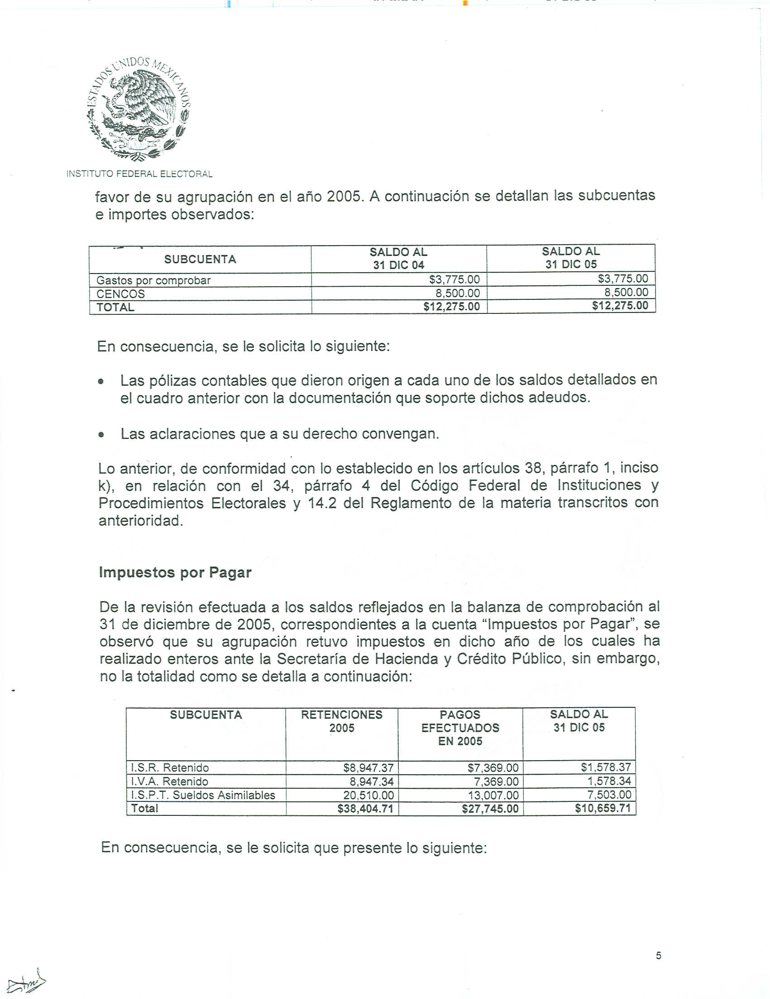 ESTADOS UNIDOS MEXICANOS
INSTITUTO FEDERAL ELECTORAL
favor de su agrupación en el año 2005. A continuación se detallan las subcuentas
e importes observados:
SUBCUENTA SALDO AL 31 DIC 04 SALDO AL 31 DIC 05
Gastos por comprobar $3,775.00 $3,775.00
CENCOS 8,500.00 8,500.00
TOTAL $12,275.00 $12,275.00
En consecuencia, se le solicita lo siguiente:
• Las pólizas contables que dieron origen a cada uno de los saldos detallados en
el cuadro anterior con la documentación que soporte dichos adeudos.
• Las aclaraciones que a su derecho convengan.
Lo anterior, de conformidad con lo establecido en los artículos 38, párrafo 1, inciso
k), en relación con el 34, párrafo 4 del Código Federal de Instituciones y
Procedimientos Electorales y 14.2 del Reglamento de la materia transcritos con
anterioridad.
Impuestos por Pagar
De la revisión efectuada a los saldos reflejados en la balanza de comprobación al
31 de diciembre de 2005, correspondientes a la cuenta “Impuestos por Pagar”, se
observó que su agrupación retuvo impuestos en dicho año de los cuales ha
realizado enteros ante la Secretaría de Hacienda y Crédito Público, sin embargo,
no la totalidad como se detalla a continuación:
SUBCUENTA RETENCIONES 2005 PAGOS EFECTUADOS EN 2005 SALDO AL 31 DIC 05
I.S.R. Retenido $8,947.37 $7,369.00 $1,578.37
I.V.A. Retenido 8,947.34 7,369.00 1,578.34
I.S.P.T. Sueldos Asimilables 20,510.00 13,007.00 7,503.00
Total $38,404.71 $27,745.00 $10,659.71
En consecuencia, se le solicita que presente lo siguiente:
5